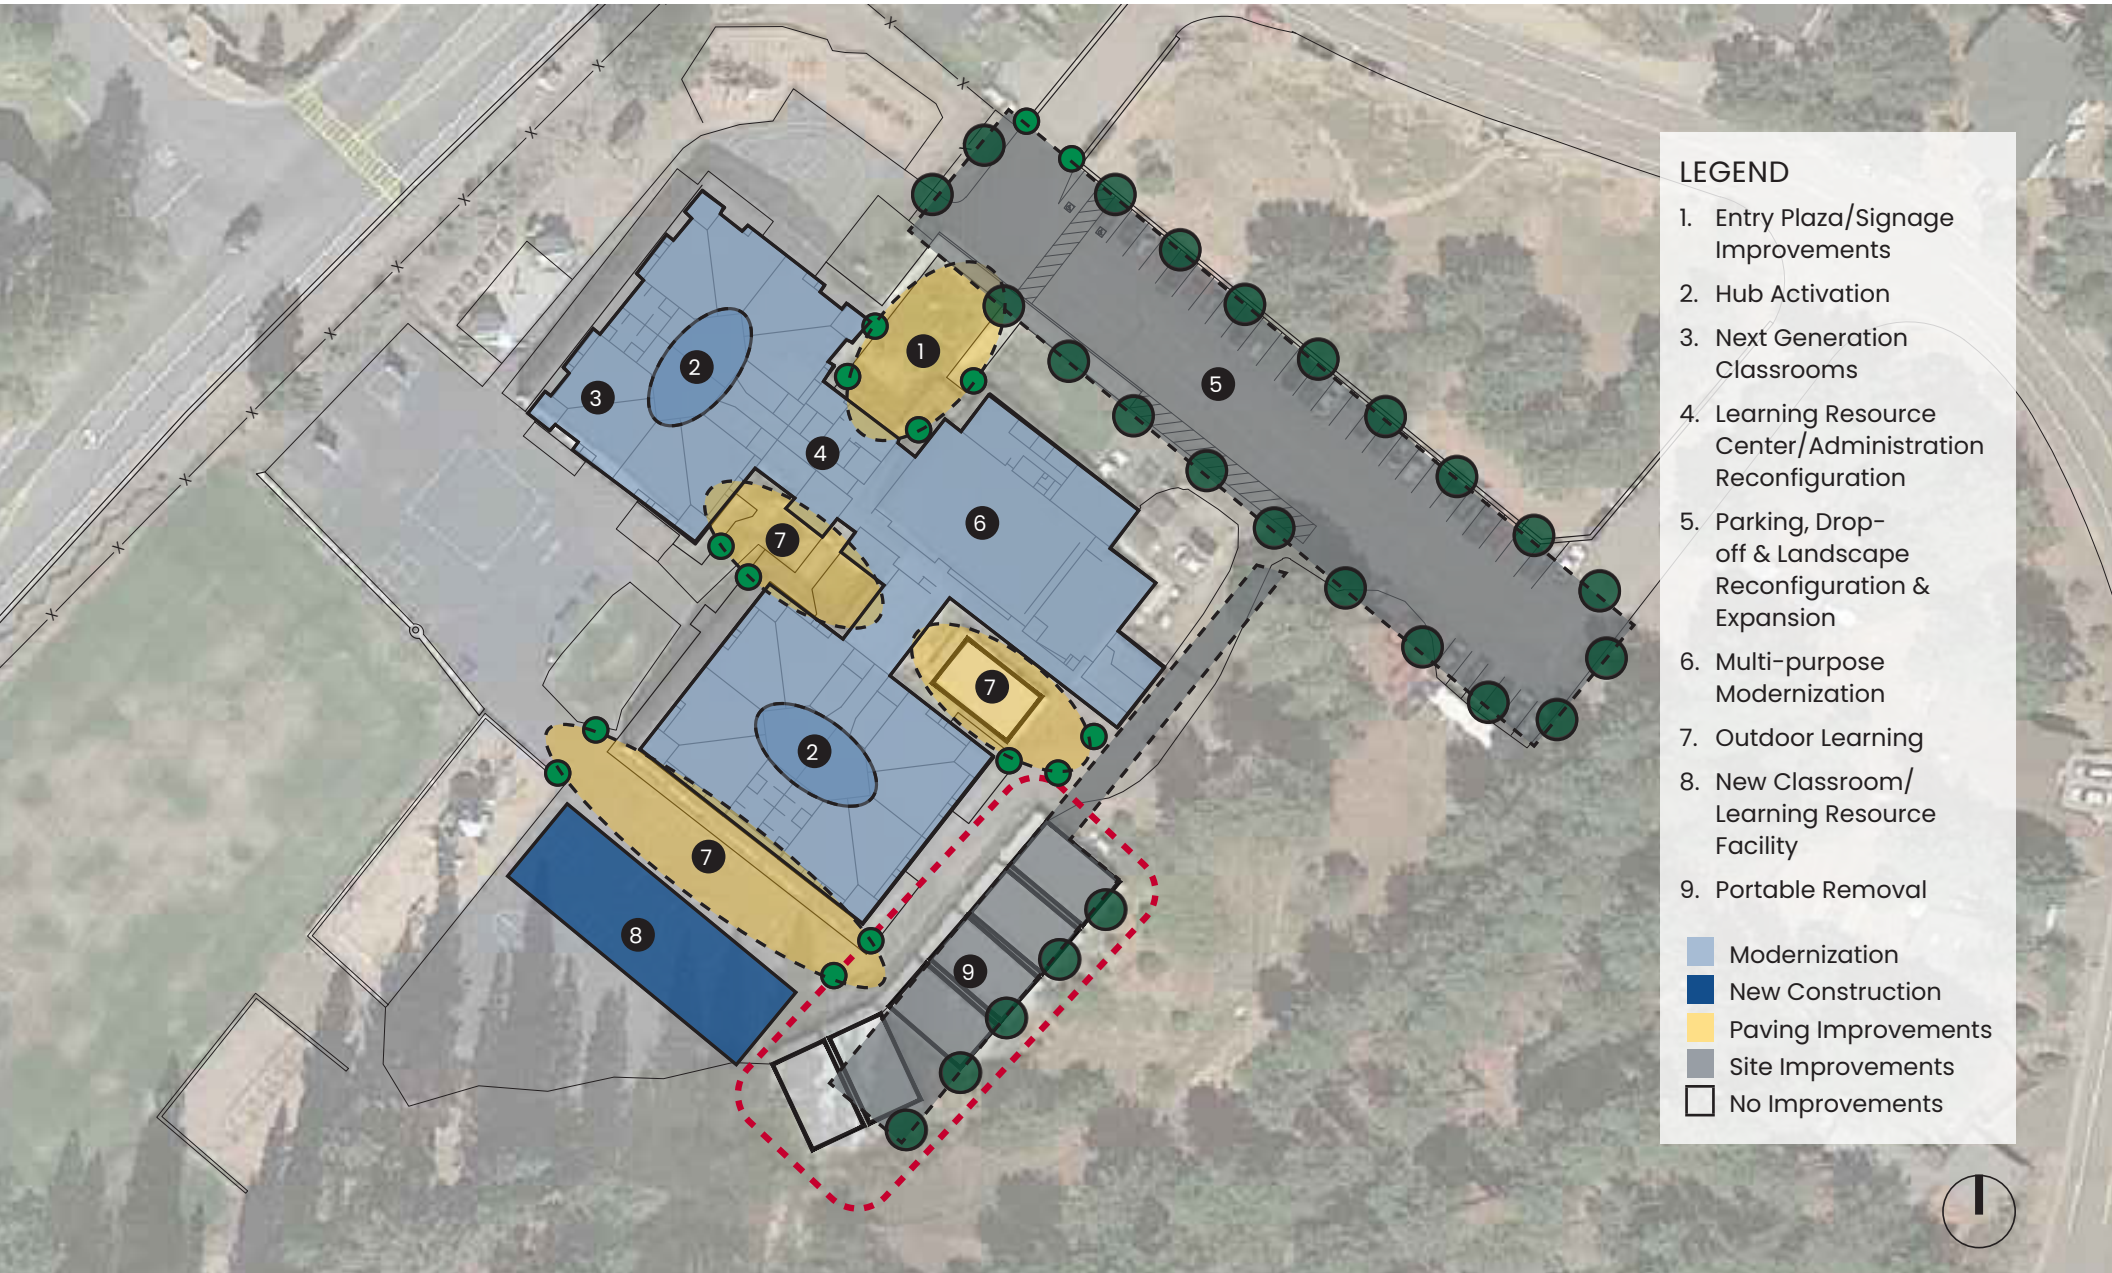 1
2
3
4
5
6
7
7
2
7
8
9
LEGEND
1. Entry Plaza/Signage
Improvements
2. Hub Activation
3. Next Generation
Classrooms
4. Learning Resource
Center/Administration
Reconfiguration
5. Parking, Drop-
off & Landscape
Reconfiguration &
Expansion
6. Multi-purpose
Modernization
7. Outdoor Learning
8. New Classroom/
Learning Resource
Facility
9. Portable Removal
Modernization
New Construction
Paving Improvements
Site Improvements
No Improvements